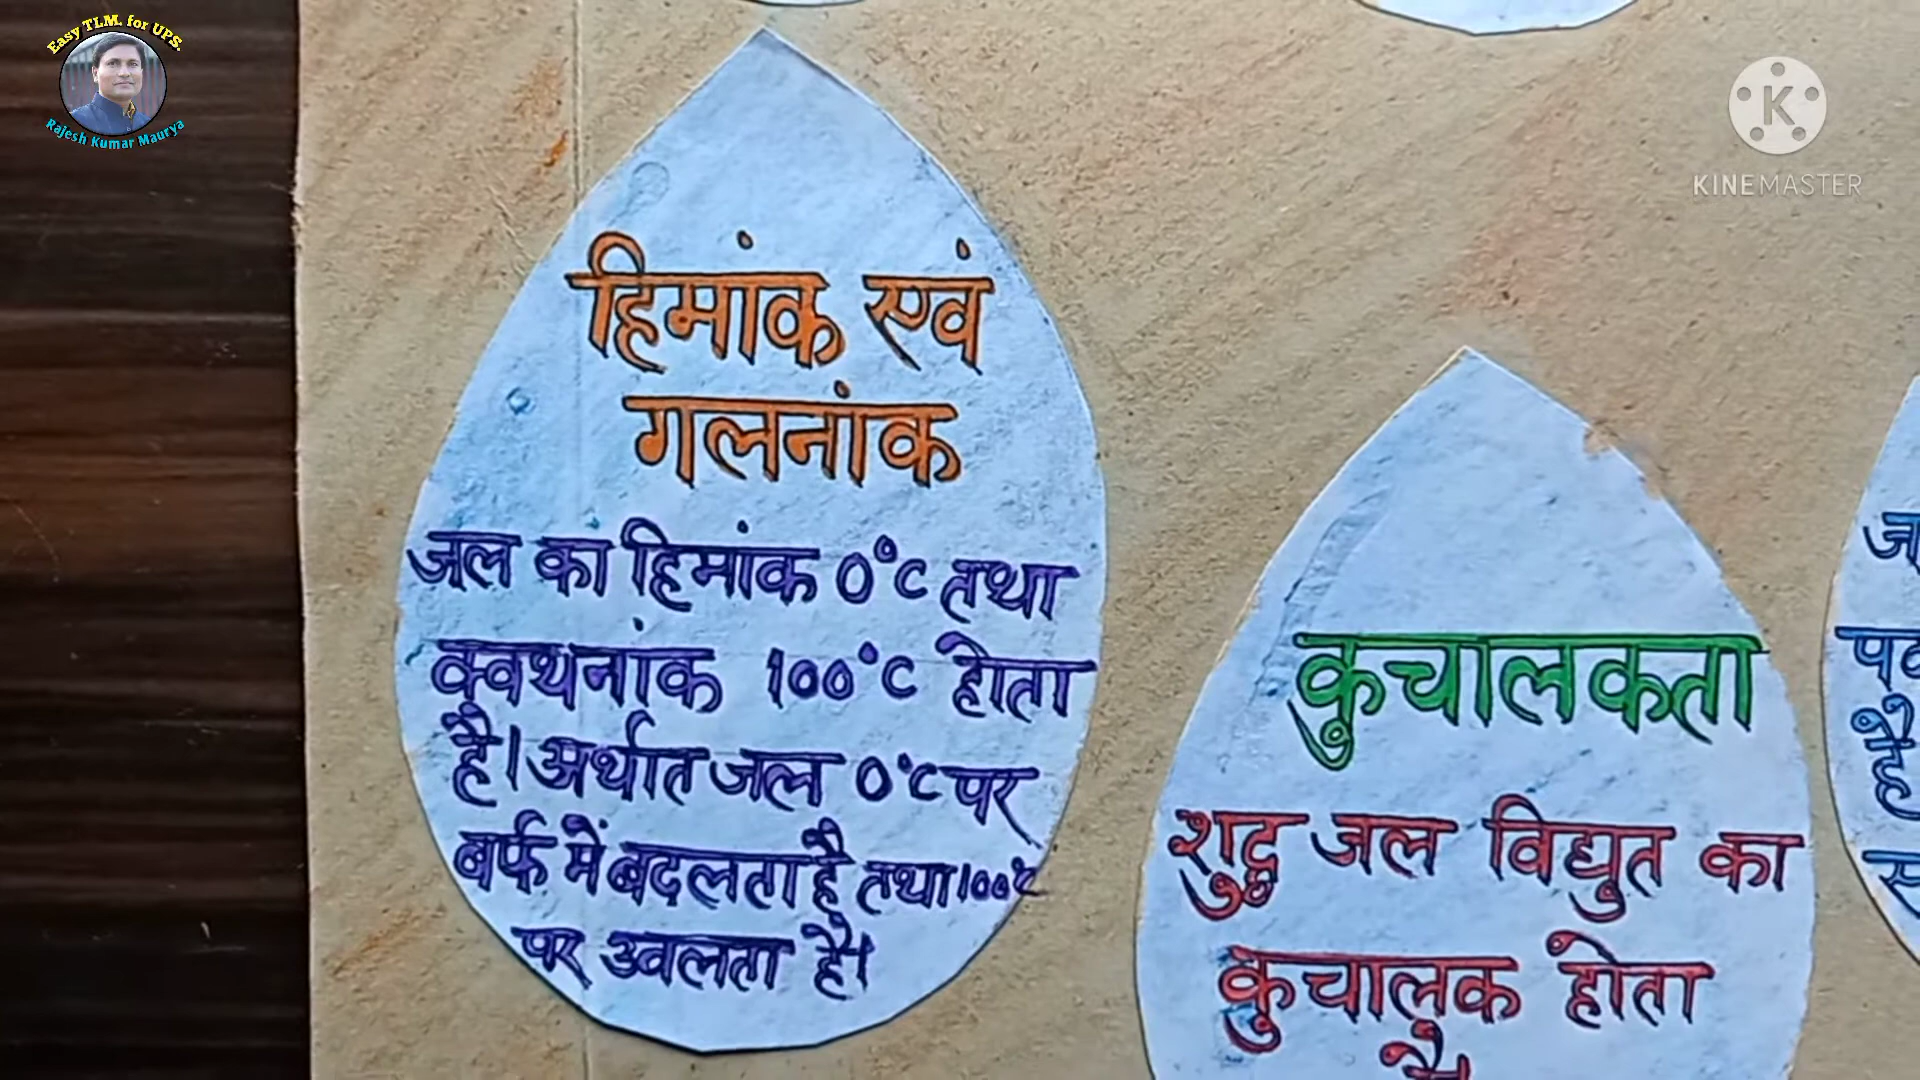 Easy TLM. for UPS.
Rajesh Kumar Maurya
K
KINEMASTER
हिमांक एवं
गलनांक
जल का हिमांक 0°C तथा
क्वथनांक 100°C होता
है। अर्थात जल 0°C पर
बर्फ में बदलता है तथा 100°C
पर उबलता है।
कुचालकता
शुद्ध जल विद्युत का
कुचालक होता
है।